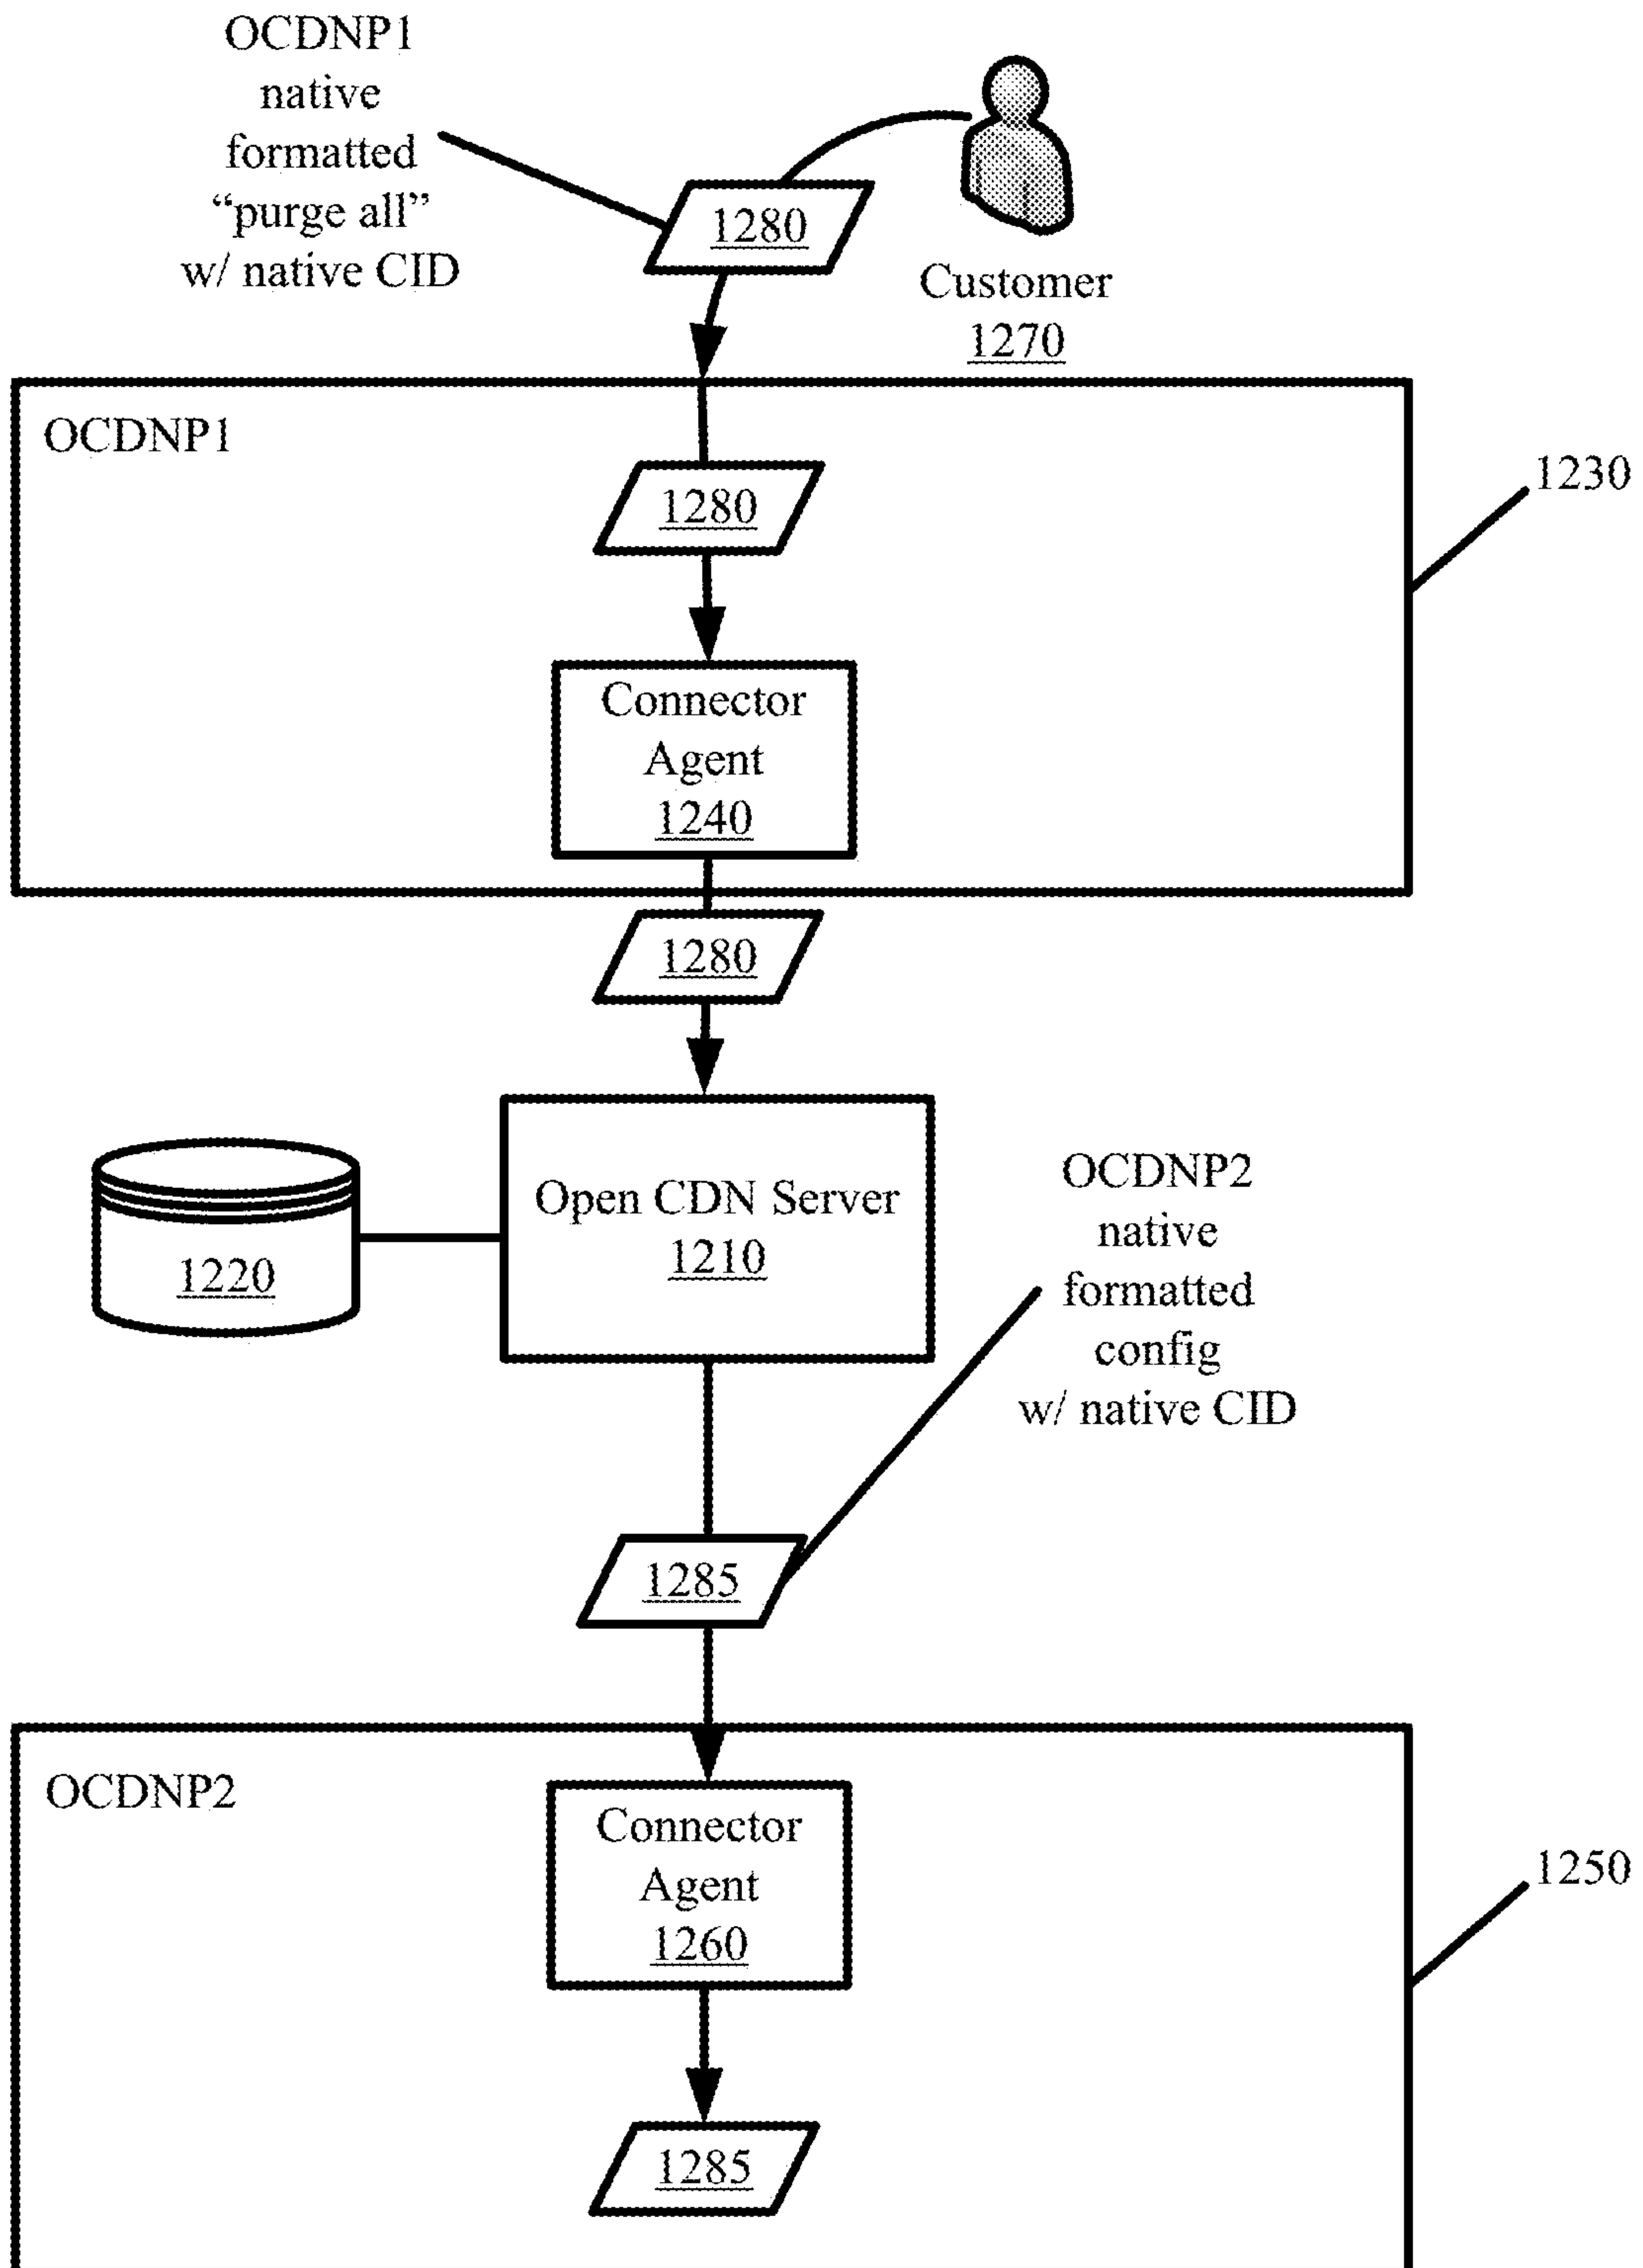 OCDNP1
native
formatted
“purge all”
w/ native CID
1280
Customer
1270
OCDNP1
1230
1280
Connector
Agent
1240
1280
Open CDN Server
1210
1220
OCDNP2
native
formatted
config
w/ native CID
1285
OCDNP2
Connector
Agent
1260
1250
1285